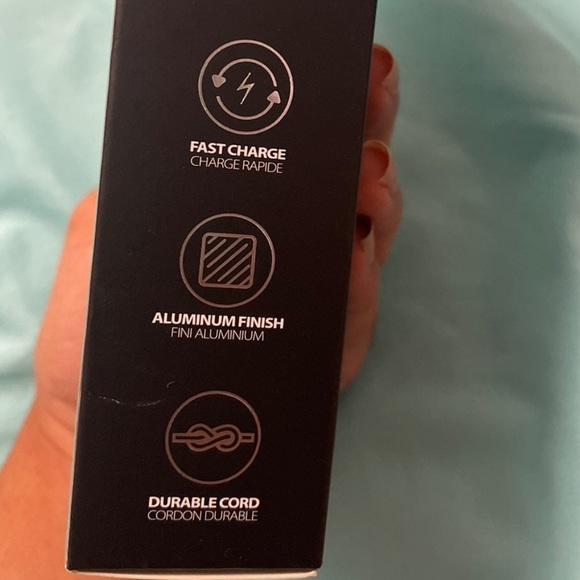 FAST CHARGE
CHARGE RAPIDE
ALUMINUM FINISH
FINI ALUMINIUM
DURABLE CORD
CORDON DURABLE